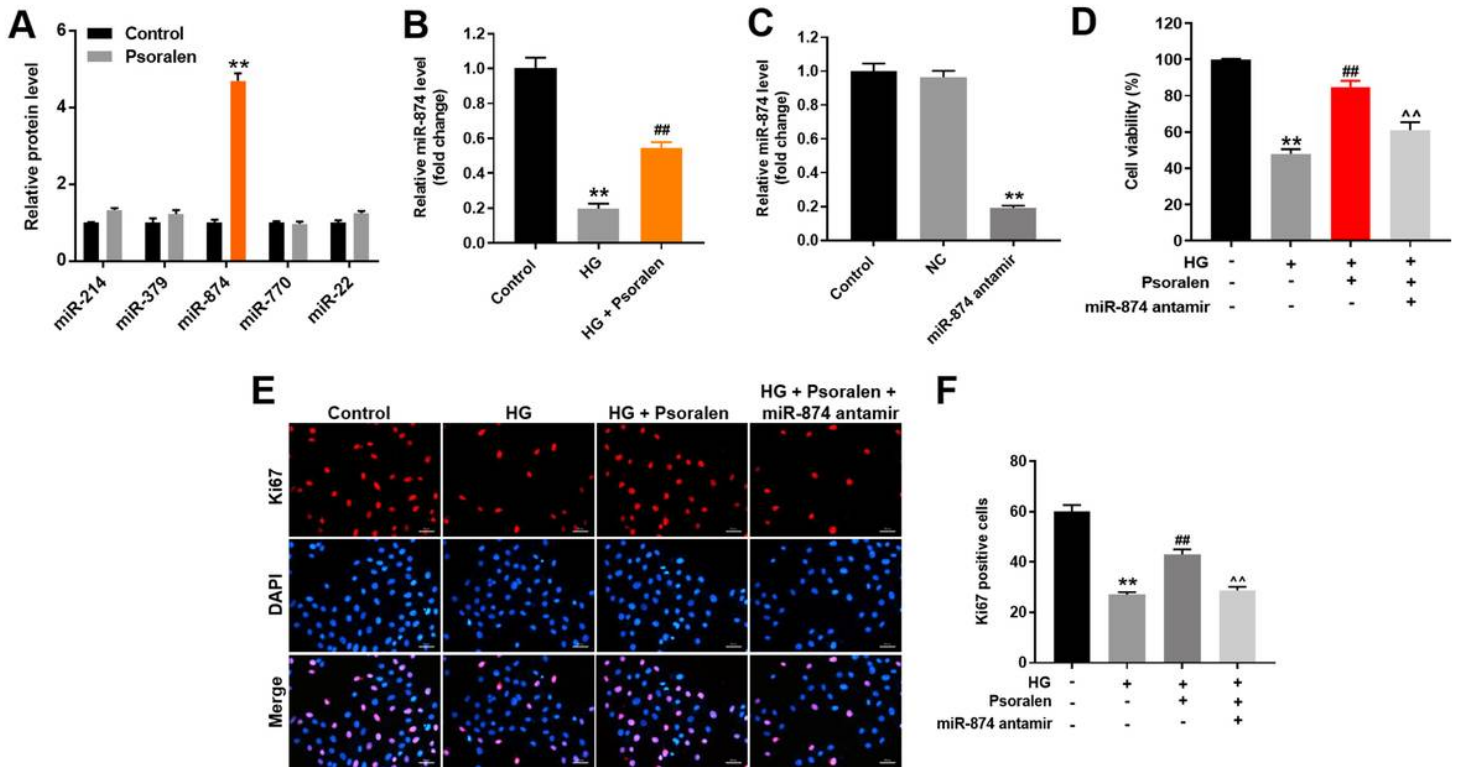 A
Relative protein level
6
4
2
0
Control
Psoralen
**
miR-214
miR-379
miR-874
miR-770
miR-22
B
Relative miR-874 level
(fold change)
1.2
1.0
0.8
0.6
0.4
0.2
0.0
**
##
Control
HG
HG + Psoralen
C
Relative miR-874 level
(fold change)
1.2
1.0
0.8
0.6
0.4
0.2
0.0
**
Control
NC
miR-874 antamir
D
Cell viability (%)
120
100
80
60
40
20
0
**
##
^^
HG - + + +
Psoralen - - + +
miR-874 antamir - - - +
E
Control
HG
HG + Psoralen
HG + Psoralen +
miR-874 antamir
Ki67
DAPI
Merge
F
Ki67 positive cells
80
60
40
20
0
**
##
^^
HG - + + +
Psoralen - - + +
miR-874 antamir - - - +